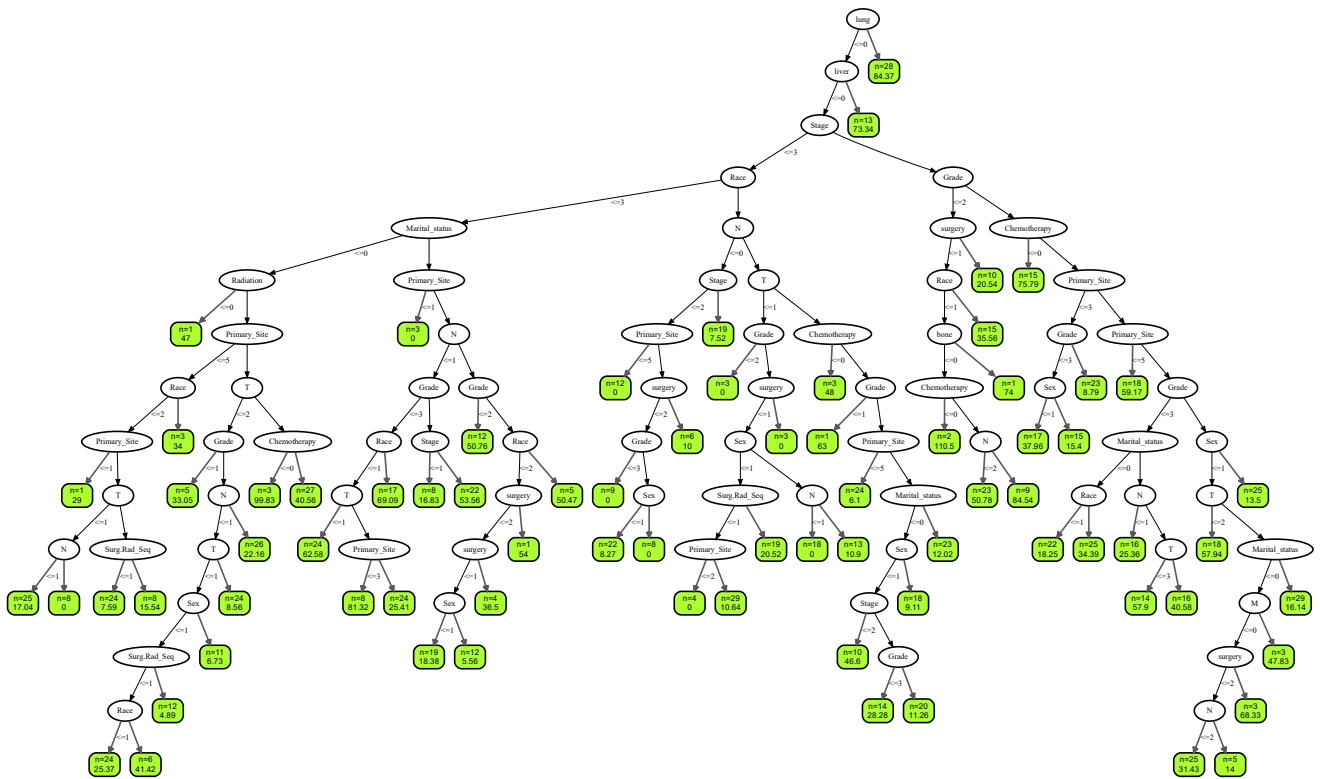 lung
<=0
n=28
84.37
liver
<=0
n=13
73.34
Stage
<=3
Race
Grade
<=3
<=2
Marital_status
N
surgery
Chemotherapy
<=0
<=0
<=1
<=0
Radiation
Primary_Site
Stage
T
Race
n=10
20.54
n=15
75.79
Primary_Site
<=0
<=1
<=2
<=1
<=1
<=3
n=1
47
Primary_Site
n=3
0
N
Primary_Site
n=19
7.52
Grade
Chemotherapy
bone
n=15
35.56
Grade
Primary_Site
<=5
<=1
<=5
<=2
<=0
<=0
<=3
<=5
Race
T
Grade
Grade
n=12
0
surgery
n=3
0
surgery
n=3
48
Grade
Chemotherapy
n=1
74
Sex
n=23
8.79
n=18
59.17
Grade
<=2
<=2
<=3
<=2
<=2
<=1
<=1
<=0
<=1
<=3
Primary_Site
n=3
34
Grade
Chemotherapy
Race
Stage
n=12
50.76
Race
Grade
n=6
10
Sex
n=3
0
n=1
63
Primary_Site
n=2
110.5
N
n=17
37.96
n=15
15.4
Marital_status
Sex
<=1
<=1
<=0
<=1
<=1
<=2
<=3
<=1
<=5
<=2
<=0
<=1
n=1
29
T
n=5
33.05
N
n=3
99.83
n=27
40.56
T
n=17
69.09
n=8
16.83
n=22
53.56
surgery
n=5
50.47
n=9
0
Sex
Surg.Rad_Seq
N
n=24
6.1
Marital_status
n=23
50.78
n=9
84.54
Race
N
T
n=25
13.5
<=1
<=1
<=1
<=2
<=1
<=1
<=1
<=0
<=1
<=1
<=2
N
Surg.Rad_Seq
T
n=26
22.16
n=24
62.58
Primary_Site
surgery
n=1
54
n=22
8.27
n=8
0
Primary_Site
n=19
20.52
n=18
0
n=13
10.9
Sex
n=23
12.02
n=22
18.25
n=25
34.39
n=16
25.36
T
n=18
57.94
Marital_status
<=1
<=1
<=1
<=3
<=1
<=2
<=1
<=3
<=0
n=25
17.04
n=8
0
n=24
7.59
n=8
15.54
Sex
n=24
8.56
n=8
81.32
n=24
25.41
Sex
n=4
36.5
n=4
0
n=29
10.64
Stage
n=18
9.11
n=14
57.9
n=16
40.58
M
n=29
16.14
<=1
<=1
<=2
<=0
Surg.Rad_Seq
n=11
6.73
n=19
18.38
n=12
5.56
n=10
46.6
Grade
surgery
n=3
47.83
<=1
<=3
<=2
Race
n=12
4.89
n=14
28.28
n=20
11.26
N
n=3
68.33
<=1
<=2
n=24
25.37
n=6
41.42
n=25
31.43
n=5
14